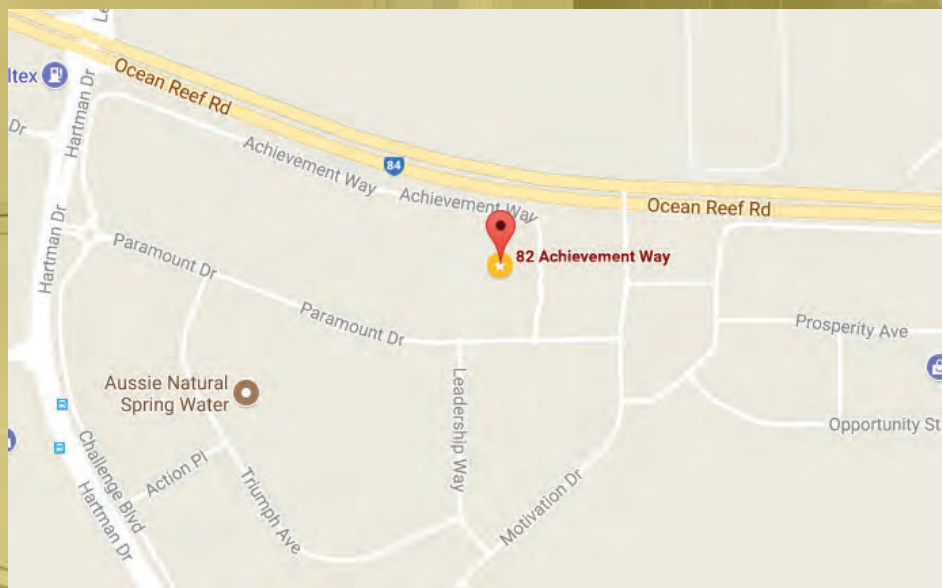 Ocean Reef Rd
Hartman Dr
Dr
84
Achievement Way
Achievement Way
Ocean Reef Rd
82 Achievement Way
Hartman Dr
Paramount Dr
Paramount Dr
Prosperity Ave
Aussie Natural
Spring Water
Leadership Way
Opportunity St
Challenge Blvd
Action Pl
Triumph Ave
Motivation Dr
Hartman Dr